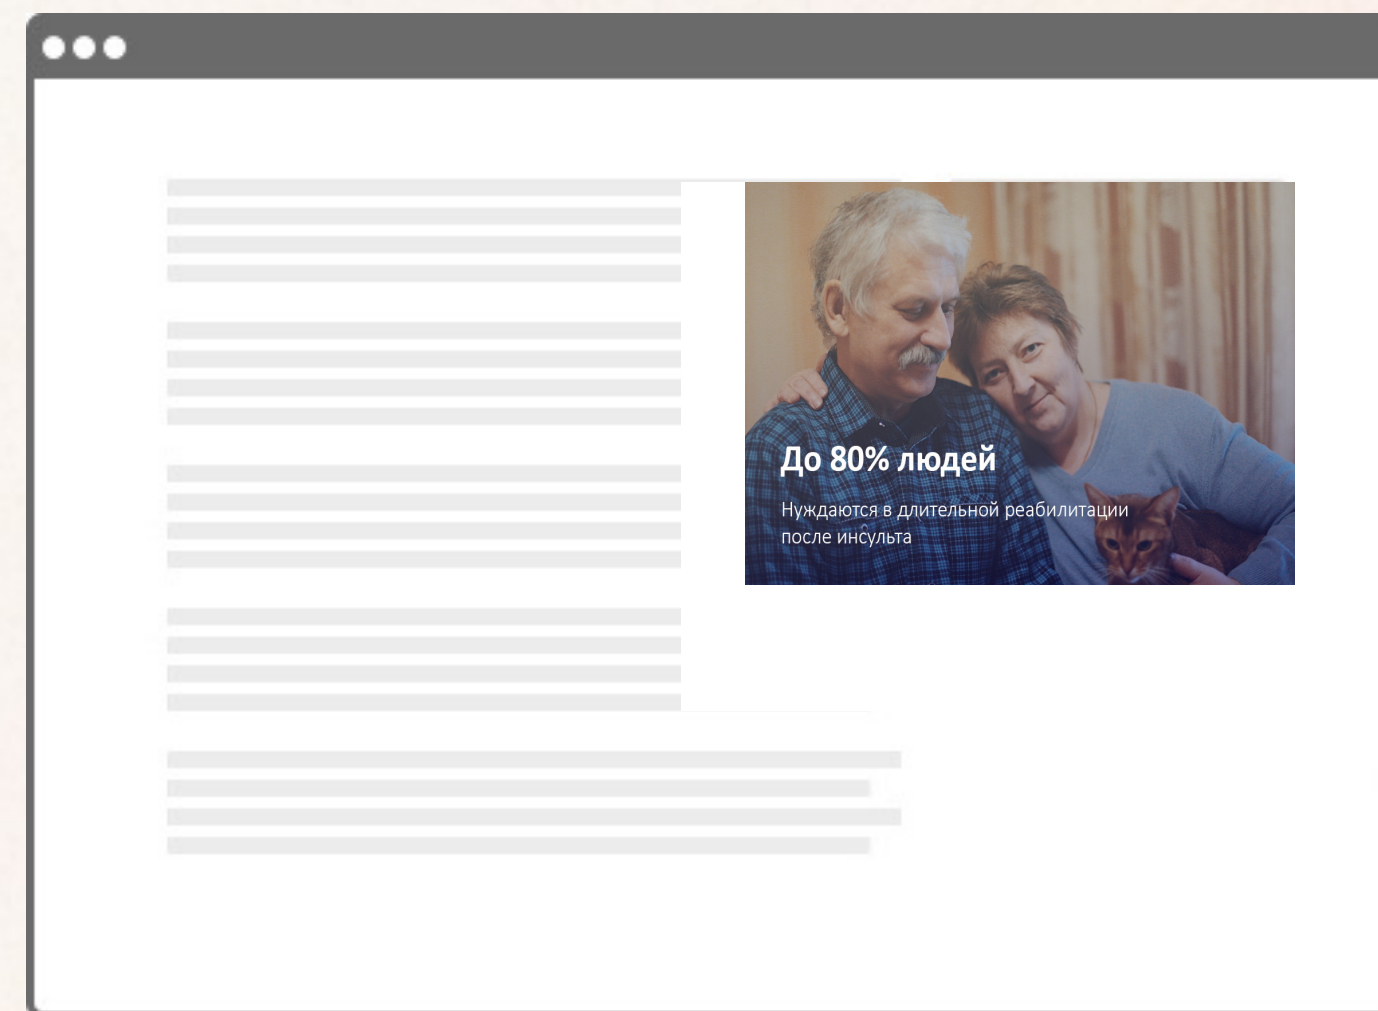 До 80% людей
Нуждаются в длительной реабилитации
после инсульта